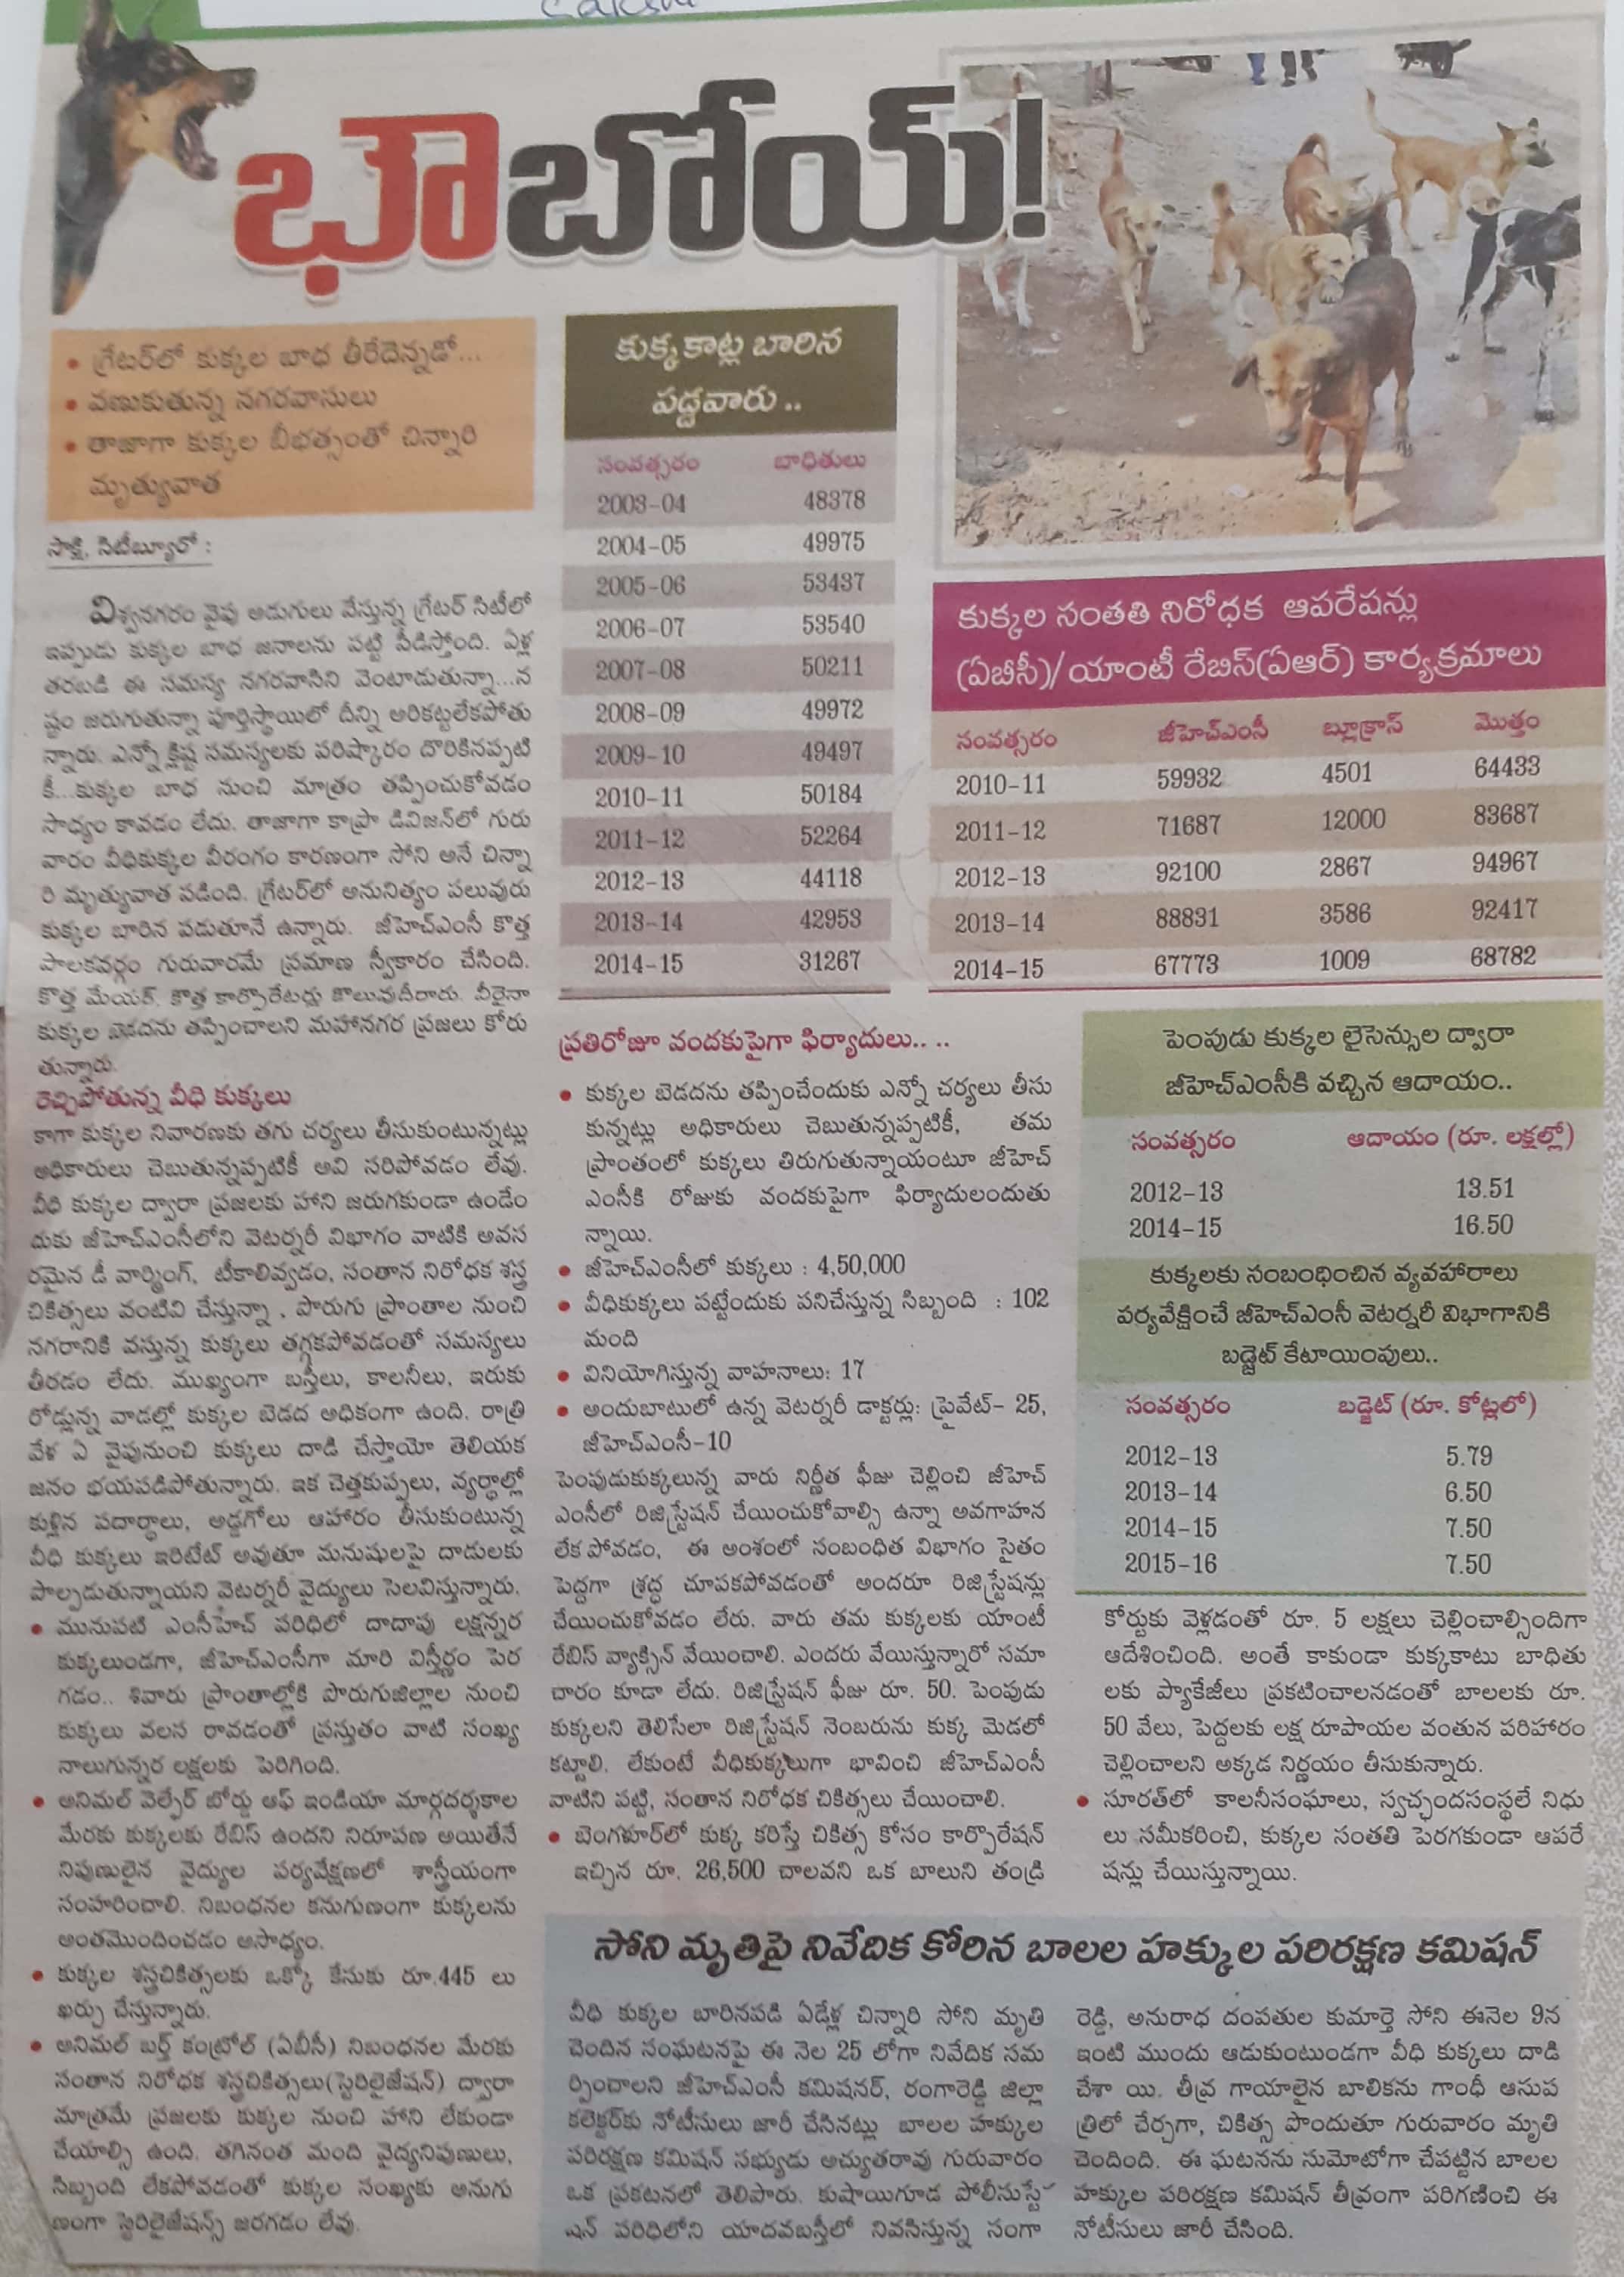 భౌబోయ్!
• గ్రేటర్‌లో కుక్కల బాధ తీరేదెన్నడో...
• వణుకుతున్న నగరవాసులు
• తాజాగా కుక్కల బీభత్సంతో చిన్నారి
మృత్యువాత
సాక్షి, సిటీబ్యూరో :
విశ్వనగరం వైపు అడుగులు వేస్తున్న గ్రేటర్ సిటీలో
ఇప్పుడు కుక్కల బాధ జనాలను పట్టి పీడిస్తోంది. ఏళ్ల
తరబడి ఈ సమస్య నగరవాసిని వెంటాడుతున్నా...న
ష్టం జరుగుతున్నా పూర్తిస్థాయిలో దీన్ని అరికట్టలేకపోతు
న్నారు. ఎన్నో క్లిష్ట సమస్యలకు పరిష్కారం దొరికినప్పటి
కీ...కుక్కల బాధ నుంచి మాత్రం తప్పించుకోవడం
సాధ్యం కావడం లేదు. తాజాగా కాప్రా డివిజన్‌లో గురు
వారం వీధికుక్కల వీరంగం కారణంగా సోని అనే చిన్నా
రి మృత్యువాత పడింది. గ్రేటర్‌లో అనునిత్యం పలువురు
కుక్కల బారిన పడుతూనే ఉన్నారు. జీహెచ్ఎంసీ కొత్త
పాలకవర్గం గురువారమే ప్రమాణ స్వీకారం చేసింది.
కొత్త మేయర్, కొత్త కార్పొరేటర్లు కొలువుదీరారు. వీరైనా
కుక్కల బెడదను తప్పించాలని మహానగర ప్రజలు కోరు
తున్నారు.
రెచ్చిపోతున్న వీధి కుక్కలు
కాగా కుక్కల నివారణకు తగు చర్యలు తీసుకుంటున్నట్లు
అధికారులు చెబుతున్నప్పటికీ అవి సరిపోవడం లేవు.
వీధి కుక్కల ద్వారా ప్రజలకు హాని జరుగకుండా ఉండేం
దుకు జీహెచ్ఎంసీలోని వెటర్నరీ విభాగం వాటికి అవస
రమైన డీ వార్మింగ్, టీకాలివ్వడం, సంతాన నిరోధక శస్త్ర
చికిత్సలు వంటివి చేస్తున్నా , పొరుగు ప్రాంతాల నుంచి
నగరానికి వస్తున్న కుక్కలు తగ్గకపోవడంతో సమస్యలు
తీరడం లేదు. ముఖ్యంగా బస్తీలు, కాలనీలు, ఇరుకు
రోడ్లున్న వాడల్లో కుక్కల బెడద అధికంగా ఉంది. రాత్రి
వేళ ఏ వైపునుంచి కుక్కలు దాడి చేస్తాయో తెలియక
జనం భయపడిపోతున్నారు. ఇక చెత్తకుప్పలు, వ్యర్థాల్లో
కుళ్లిన పదార్థాలు, అడ్డగోలు ఆహారం తీసుకుంటున్న
వీధి కుక్కలు ఇరిటేట్ అవుతూ మనుషులపై దాడులకు
పాల్పడుతున్నాయని వెటర్నరీ వైద్యులు సెలవిస్తున్నారు.
• మునుపటి ఎంసీహెచ్ పరిధిలో దాదాపు లక్షన్నర
కుక్కలుండగా, జీహెచ్ఎంసీగా మారి విస్తీర్ణం పెర
గడం.. శివారు ప్రాంతాల్లోకి పొరుగుజిల్లాల నుంచి
కుక్కలు వలస రావడంతో ప్రస్తుతం వాటి సంఖ్య
నాలుగున్నర లక్షలకు పెరిగింది.
• అనిమల్ వెల్ఫేర్ బోర్డు ఆఫ్ ఇండియా మార్గదర్శకాల
మేరకు కుక్కలకు రేబిస్ ఉందని నిరూపణ అయితేనే
నిపుణులైన వైద్యుల పర్యవేక్షణలో శాస్త్రీయంగా
సంహరించాలి. నిబంధనల కనుగుణంగా కుక్కలను
అంతమొందించడం అసాధ్యం.
• కుక్కల శస్త్రచికిత్సలకు ఒక్కో కేసుకు రూ.445 లు
ఖర్చు చేస్తున్నారు.
• అనిమల్ బర్త్ కంట్రోల్ (ఏబీసీ) నిబంధనల మేరకు
సంతాన నిరోధక శస్త్రచికిత్సలు(స్టెరిలైజేషన్) ద్వారా
మాత్రమే ప్రజలకు కుక్కల నుంచి హాని లేకుండా
చేయాల్సి ఉంది. తగినంత మంది వైద్యనిపుణులు,
సిబ్బంది లేకపోవడంతో కుక్కల సంఖ్యకు అనుగు
ణంగా స్టెరిలైజేషన్స్ జరగడం లేవు.
కుక్కకాట్ల బారిన
పడ్డవారు ..
సంవత్సరం బాధితులు
2003-04 48378
2004-05 49975
2005-06 53437
2006-07 53540
2007-08 50211
2008-09 49972
2009-10 49497
2010-11 50184
2011-12 52264
2012-13 44118
2013-14 42953
2014-15 31267
కుక్కల సంతతి నిరోధక ఆపరేషన్లు
(ఏబీసీ)/యాంటీ రేబిస్(ఏఆర్) కార్యక్రమాలు
సంవత్సరం జీహెచ్ఎంసీ బ్లూక్రాస్ మొత్తం
2010-11 59932 4501 64433
2011-12 71687 12000 83687
2012-13 92100 2867 94967
2013-14 88831 3586 92417
2014-15 67773 1009 68782
ప్రతిరోజూ వందకుపైగా ఫిర్యాదులు.. ..
• కుక్కల బెడదను తప్పించేందుకు ఎన్నో చర్యలు తీసు
కున్నట్లు అధికారులు చెబుతున్నప్పటికీ, తమ
ప్రాంతంలో కుక్కలు తిరుగుతున్నాయంటూ జీహెచ్
ఎంసీకి రోజుకు వందకుపైగా ఫిర్యాదులందుతు
న్నాయి.
• జీహెచ్ఎంసీలో కుక్కలు : 4,50,000
• వీధికుక్కలు పట్టేందుకు పనిచేస్తున్న సిబ్బంది : 102
మంది
• వినియోగిస్తున్న వాహనాలు: 17
• అందుబాటులో ఉన్న వెటర్నరీ డాక్టర్లు: ప్రైవేట్- 25,
జీహెచ్ఎంసీ-10
పెంపుడుకుక్కలున్న వారు నిర్ణీత ఫీజు చెల్లించి జీహెచ్
ఎంసీలో రిజిస్ట్రేషన్ చేయించుకోవాల్సి ఉన్నా అవగాహన
లేక పోవడం, ఈ అంశంలో సంబంధిత విభాగం సైతం
పెద్దగా శ్రద్ధ చూపకపోవడంతో అందరూ రిజిస్ట్రేషన్లు
చేయించుకోవడం లేరు. వారు తమ కుక్కలకు యాంటీ
రేబిస్ వ్యాక్సిన్ వేయించాలి. ఎందరు వేయిస్తున్నారో సమా
చారం కూడా లేదు. రిజిస్ట్రేషన్ ఫీజు రూ. 50. పెంపుడు
కుక్కలని తెలిసేలా రిజిస్ట్రేషన్ నెంబరును కుక్క మెడలో
కట్టాలి. లేకుంటే వీధికుక్కలుగా భావించి జీహెచ్ఎంసీ
వాటిని పట్టి, సంతాన నిరోధక చికిత్సలు చేయించాలి.
• బెంగళూర్‌లో కుక్క కరిస్తే చికిత్స కోసం కార్పొరేషన్
ఇచ్చిన రూ. 26,500 చాలవని ఒక బాలుని తండ్రి
పెంపుడు కుక్కల లైసెన్సుల ద్వారా
జీహెచ్ఎంసీకి వచ్చిన ఆదాయం..
సంవత్సరం ఆదాయం (రూ. లక్షల్లో)
2012-13 13.51
2014-15 16.50
కుక్కలకు సంబంధించిన వ్యవహారాలు
పర్యవేక్షించే జీహెచ్ఎంసీ వెటర్నరీ విభాగానికి
బడ్జెట్ కేటాయింపులు..
సంవత్సరం బడ్జెట్ (రూ. కోట్లలో)
2012-13 5.79
2013-14 6.50
2014-15 7.50
2015-16 7.50
కోర్టుకు వెళ్లడంతో రూ. 5 లక్షలు చెల్లించాల్సిందిగా
ఆదేశించింది. అంతే కాకుండా కుక్కకాటు బాధితు
లకు ప్యాకేజీలు ప్రకటించాలనడంతో బాలలకు రూ.
50 వేలు, పెద్దలకు లక్ష రూపాయల వంతున పరిహారం
చెల్లించాలని అక్కడ నిర్ణయం తీసుకున్నారు.
• సూరత్‌లో కాలనీసంఘాలు, స్వచ్ఛందసంస్థలే నిధు
లు సమీకరించి, కుక్కల సంతతి పెరగకుండా ఆపరే
షన్లు చేయిస్తున్నాయి.
సోని మృతిపై నివేదిక కోరిన బాలల హక్కుల పరిరక్షణ కమిషన్
వీధి కుక్కల బారినపడి ఏడేళ్ల చిన్నారి సోని మృతి
చెందిన సంఘటనపై ఈ నెల 25 లోగా నివేదిక సమ
ర్పించాలని జీహెచ్ఎంసీ కమిషనర్, రంగారెడ్డి జిల్లా
కలెక్టర్‌కు నోటీసులు జారీ చేసినట్లు బాలల హక్కుల
పరిరక్షణ కమిషన్ సభ్యుడు అచ్యుతరావు గురువారం
ఒక ప్రకటనలో తెలిపారు. కుషాయిగూడ పోలీసుస్టే
షన్ పరిధిలోని యాదవబస్తీలో నివసిస్తున్న సంగా
రెడ్డి, అనురాధ దంపతుల కుమార్తె సోని ఈనెల 9న
ఇంటి ముందు ఆడుకుంటుండగా వీధి కుక్కలు దాడి
చేశా యి. తీవ్ర గాయాలైన బాలికను గాంధీ ఆసుప
త్రిలో చేర్చగా, చికిత్స పొందుతూ గురువారం మృతి
చెందింది. ఈ ఘటనను సుమోటోగా చేపట్టిన బాలల
హక్కుల పరిరక్షణ కమిషన్ తీవ్రంగా పరిగణించి ఈ
నోటీసులు జారీ చేసింది.